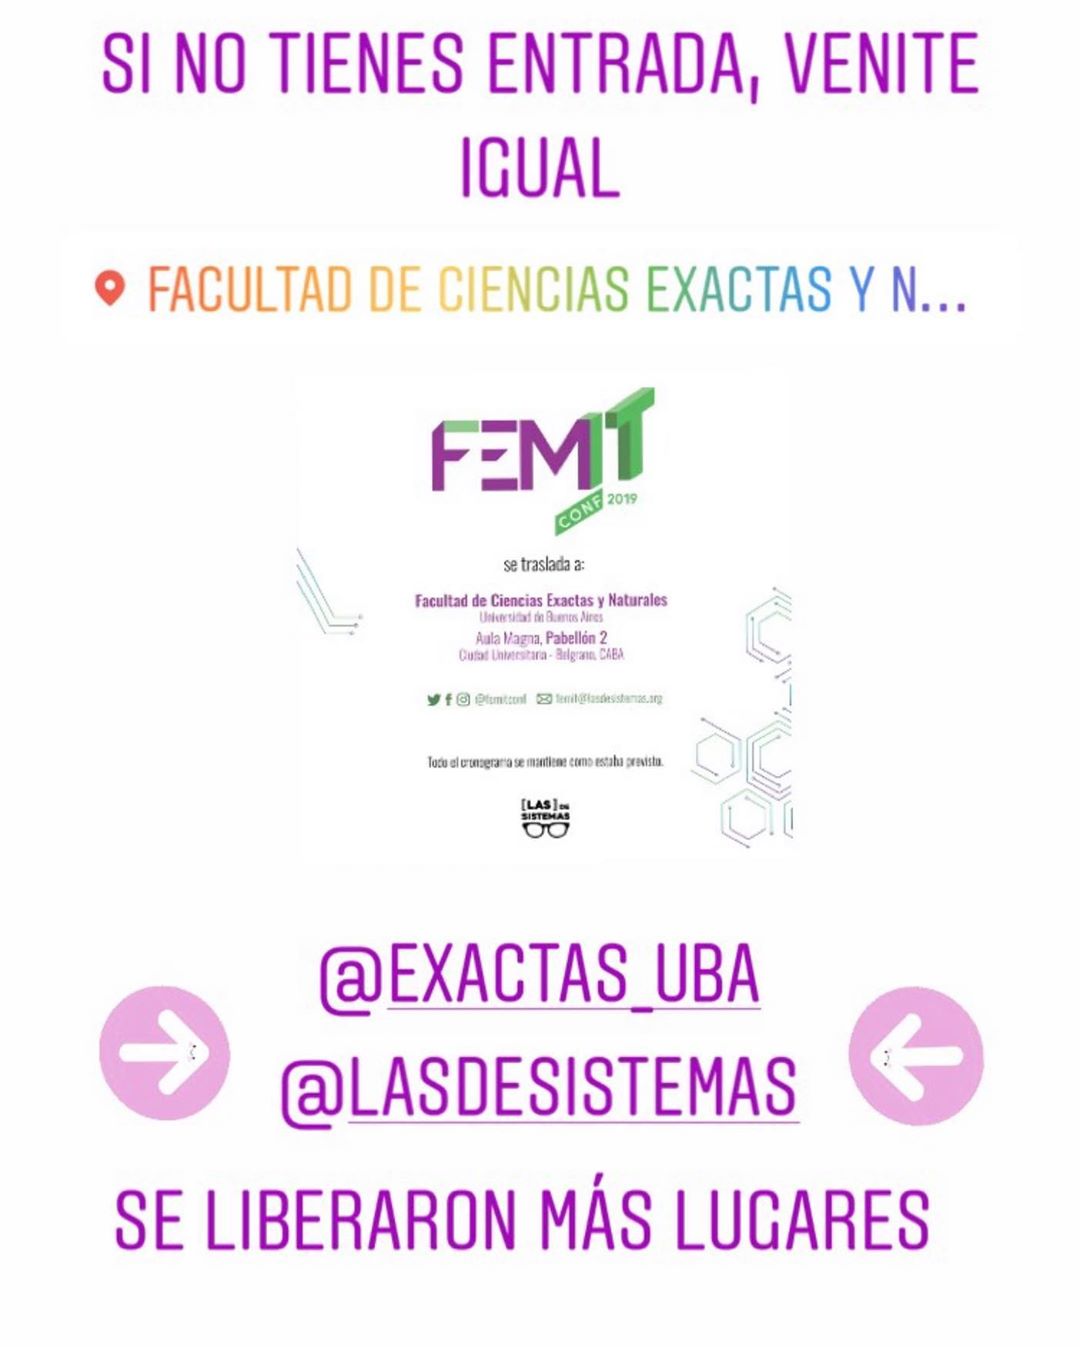 SI NO TIENES ENTRADA, VENITE
IGUAL
FACULTAD DE CIENCIAS EXACTAS Y N...
FEMIT
CONF 2019
se traslada a:
Facultad de Ciencias Exactas y Naturales
Universidad de Buenos Aires
Aula Magna, Pabellón 2
Ciudad Universitaria - Belgrano, CABA
@femitconf femit@lasdesistemas.org
Todo el cronograma se mantiene como estaba previsto.
[LAS] DE
SISTEMAS
@EXACTAS_UBA
@LASDESISTEMAS
SE LIBERARON MÁS LUGARES